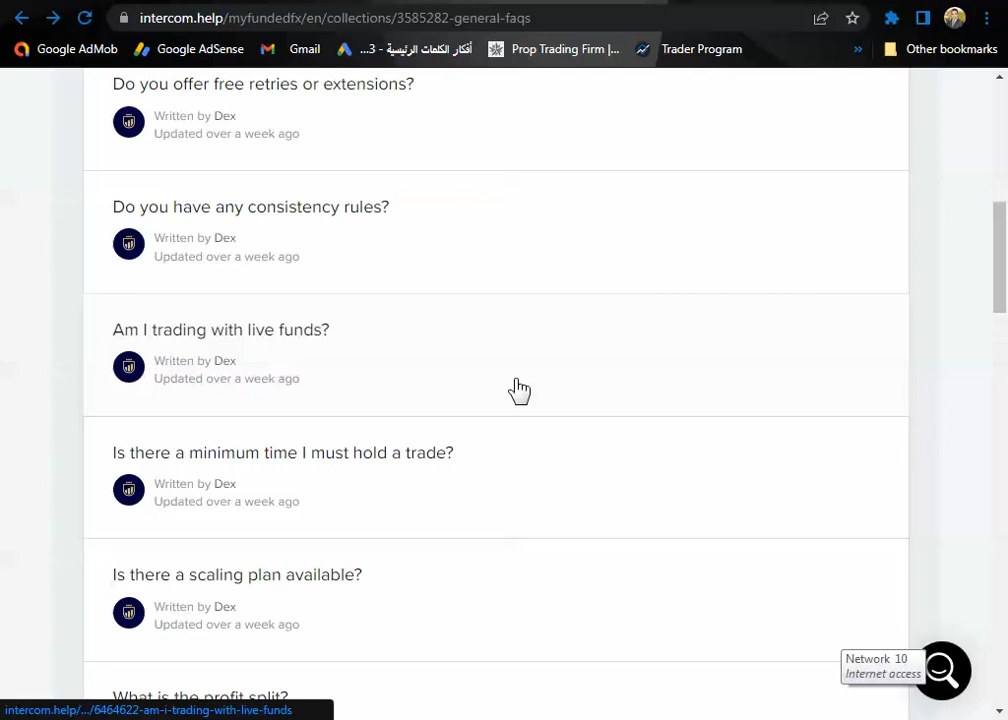 intercom.help/myfundedfx/en/collections/3585282-general-faqs
Google AdMob
Google AdSense
Gmail
أفكار الكلمات الرئيسية - 3...
Prop Trading Firm |...
Trader Program
»
Other bookmarks
Do you offer free retries or extensions?
Written by Dex
Updated over a week ago
Do you have any consistency rules?
Written by Dex
Updated over a week ago
Am I trading with live funds?
Written by Dex
Updated over a week ago
Is there a minimum time I must hold a trade?
Written by Dex
Updated over a week ago
Is there a scaling plan available?
Written by Dex
Updated over a week ago
What is the profit split?
Network 10
Internet access
intercom.help/.../6464622-am-i-trading-with-live-funds